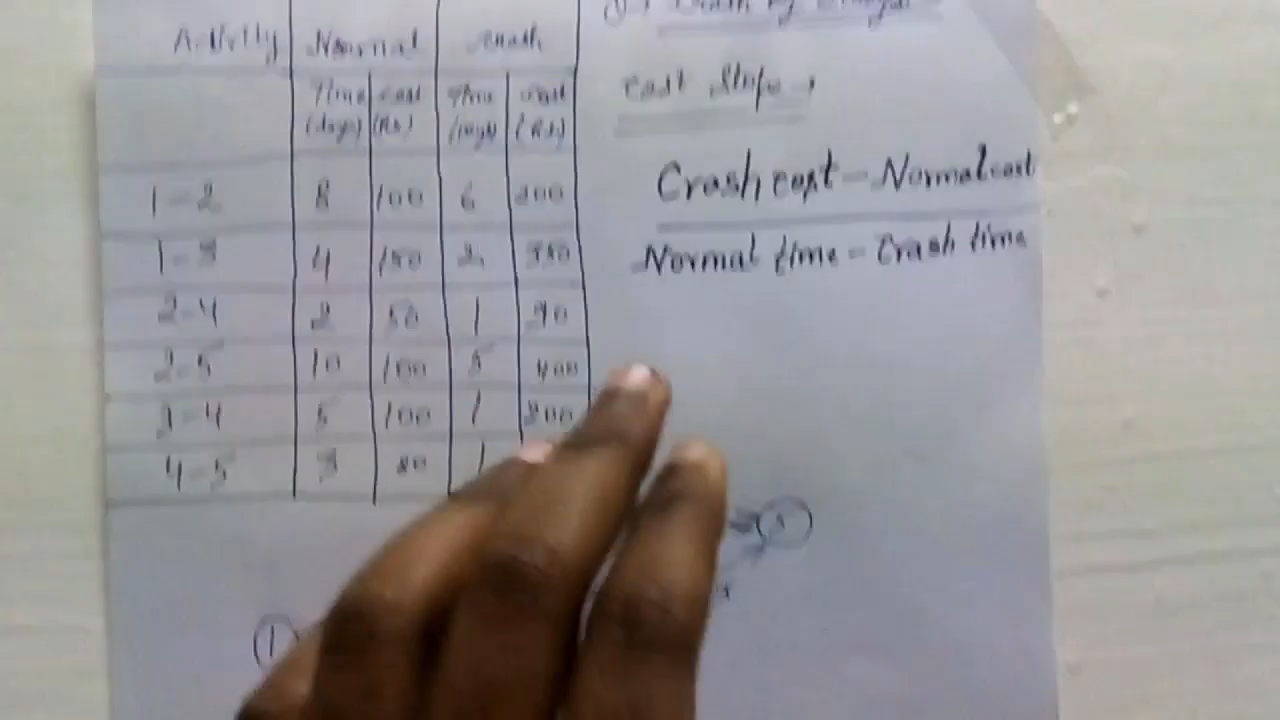 Activity Normal Crash
Time cost Time cost
(days) (Rs) (days) (Rs)
1-2 8 100 6 200
1-3 4 150 2 350
2-4 2 50 1 90
2-5 10 100 5 400
3-4 5 100 1 200
4-5 3 80 1
Cost slope
Crash cost - Normal cost
Normal time - Crash time
1